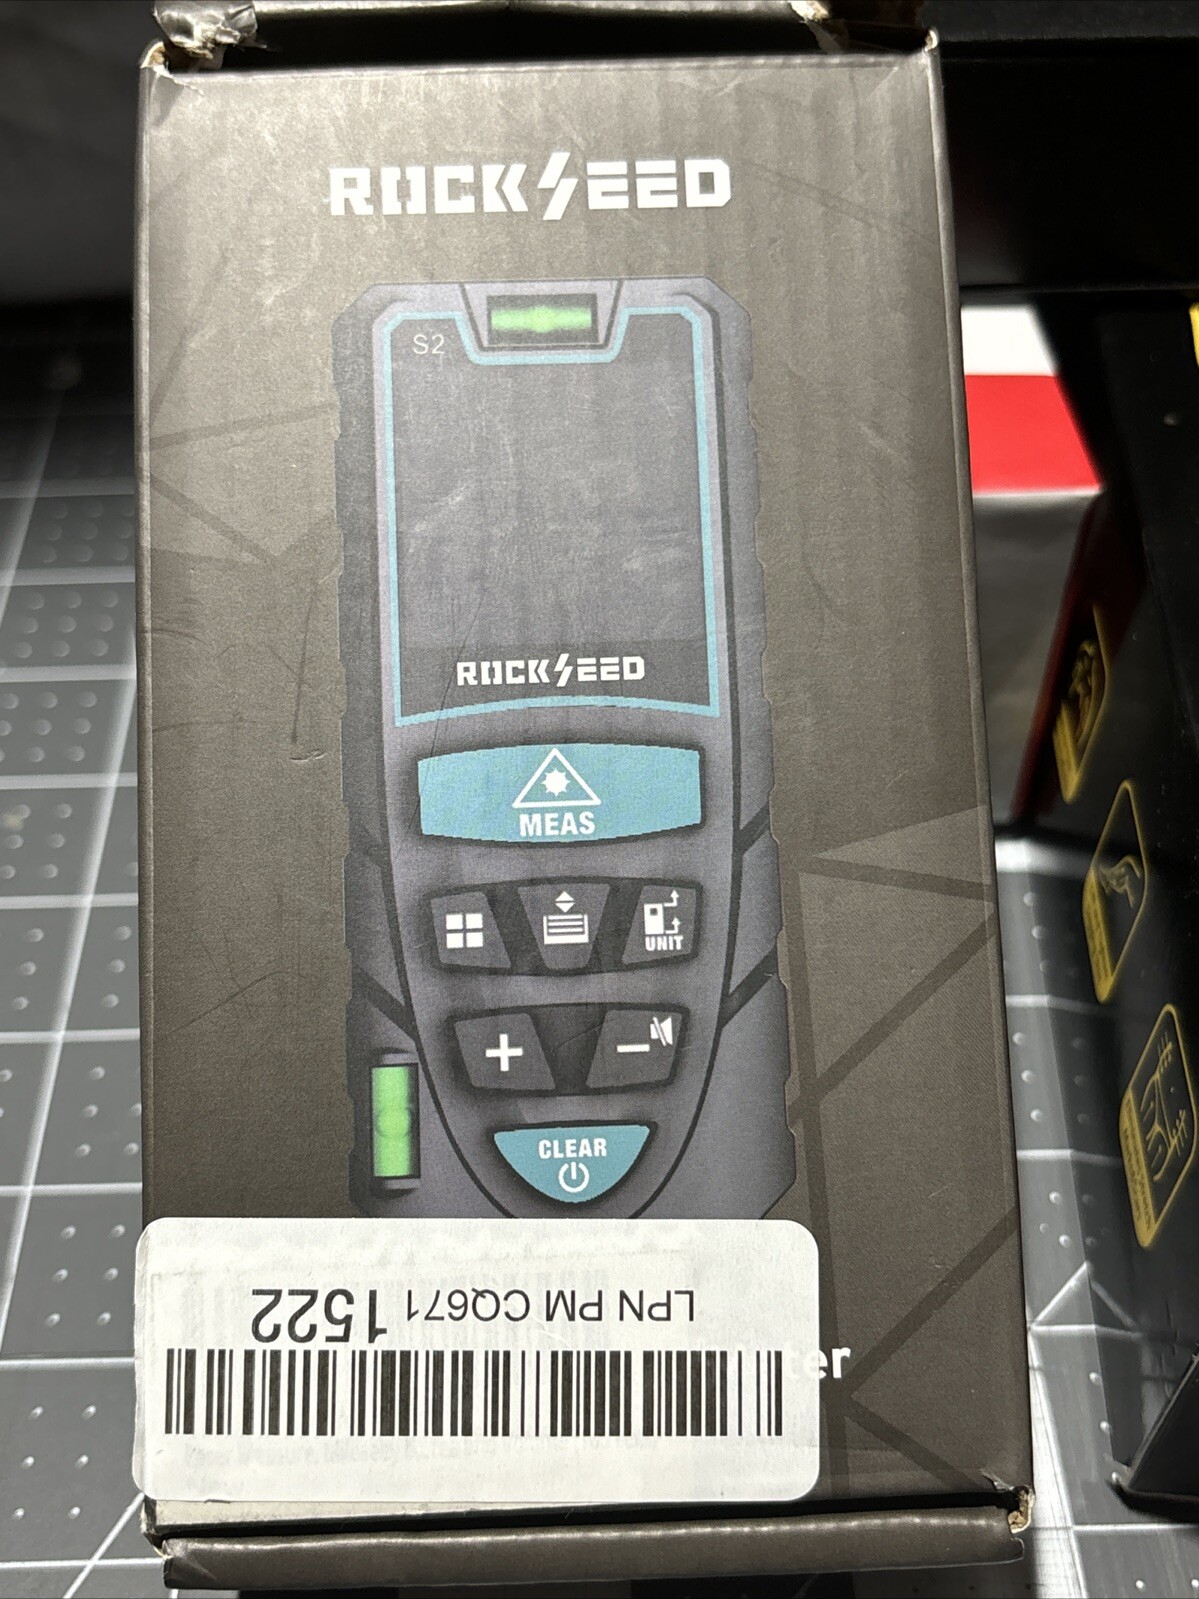 ROCKSEED
S2
ROCKSEED
MEAS
UNIT
CLEAR
LPN PM CQ671 1522